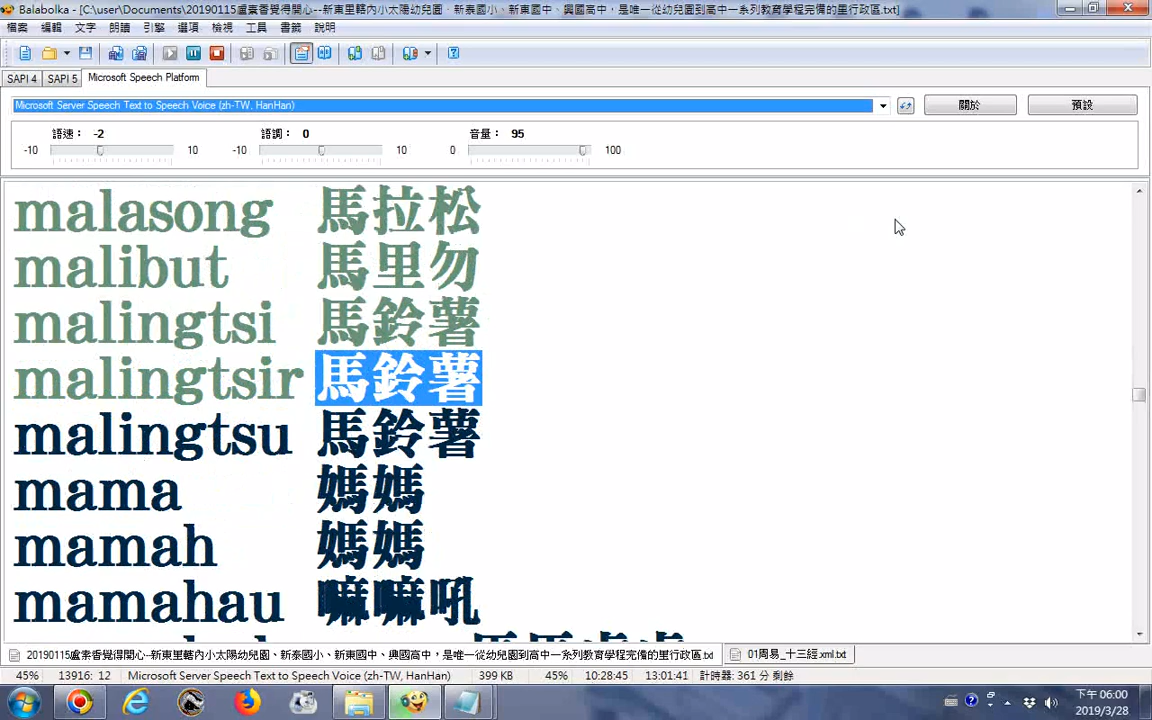 Balabolka - [C:\user\Documents\20190115盧素香覺得開心--新東里轄內小太陽幼兒園、新泰國小、新東國中、興國高中，是唯一從幼兒園到高中一系列教育學程完備的里行政區.txt]
檔案 編輯 文字 朗讀 引擎 選項 檢視 工具 書籤 說明
SAPI 4 SAPI 5 Microsoft Speech Platform
Microsoft Server Speech Text to Speech Voice (zh-TW, HanHan) 關於 預設
語速： -2 語調： 0 音量： 95
-10 10 -10 10 0 100
malasong 馬拉松
malibut 馬里勿
malingtsi 馬鈴薯
malingtsir 馬鈴薯
malingtsu 馬鈴薯
mama 媽媽
mamah 媽媽
mamahau 嘛嘛吼
20190115盧素香覺得開心--新東里轄內小太陽幼兒園、新泰國小、新東國中、興國高中，是唯一從幼兒園到高中一系列教育學程完備的里行政區.txt 01周易_十三經.xml.txt
45% 13916: 12 Microsoft Server Speech Text to Speech Voice (zh-TW, HanHan) 399 KB 45% 10:28:45 13:01:41 計時器: 361 分 剩餘
下午 06:00
2019/3/28